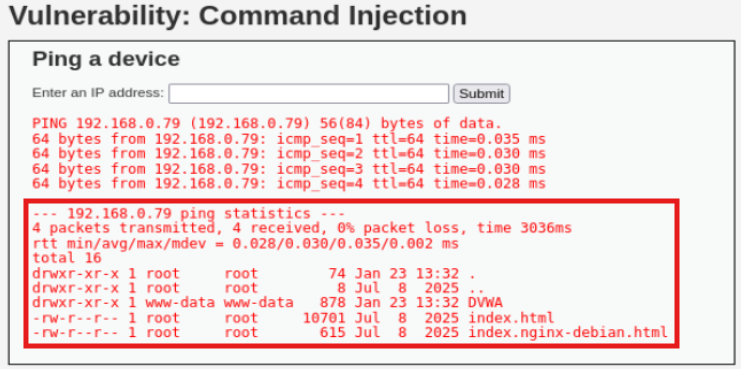 Vulnerability: Command Injection
Ping a device
Enter an IP address: Submit
PING 192.168.0.79 (192.168.0.79) 56(84) bytes of data.
64 bytes from 192.168.0.79: icmp_seq=1 ttl=64 time=0.035 ms
64 bytes from 192.168.0.79: icmp_seq=2 ttl=64 time=0.030 ms
64 bytes from 192.168.0.79: icmp_seq=3 ttl=64 time=0.030 ms
64 bytes from 192.168.0.79: icmp_seq=4 ttl=64 time=0.028 ms
--- 192.168.0.79 ping statistics ---
4 packets transmitted, 4 received, 0% packet loss, time 3036ms
rtt min/avg/max/mdev = 0.028/0.030/0.035/0.002 ms
total 16
drwxr-xr-x 1 root     root        74 Jan 23 13:32 .
drwxr-xr-x 1 root     root         8 Jul  8  2025 ..
drwxr-xr-x 1 www-data www-data   878 Jan 23 13:32 DVWA
-rw-r--r-- 1 root     root     10701 Jul  8  2025 index.html
-rw-r--r-- 1 root     root       615 Jul  8  2025 index.nginx-debian.html